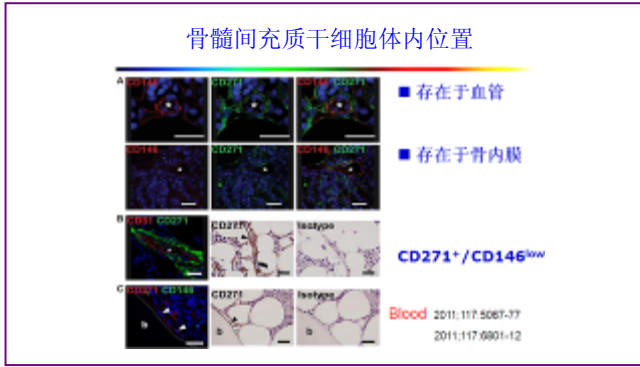 骨髓间充质干细胞体内位置
A CD146 CD271 CD146 CD271
■ 存在于血管
CD146 CD271 CD146 CD271
■ 存在于骨内膜
B CD31 CD271 CD271 Isotype
CD271⁺/CD146ˡᵒʷ
C CD271 CD146 CD271 Isotype
b b b
Blood 2011;117:5067-77
2011;117:6801-12